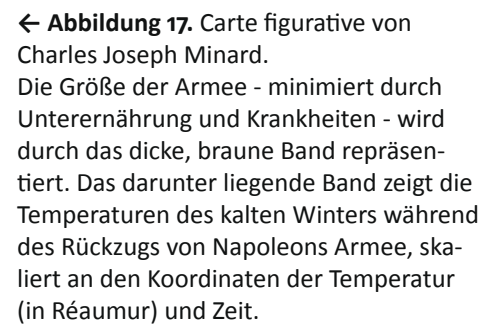 ← Abbildung 17. Carte figurative von
Charles Joseph Minard.
Die Größe der Armee - minimiert durch
Unterernährung und Krankheiten - wird
durch das dicke, braune Band repräsen-
tiert. Das darunter liegende Band zeigt die
Temperaturen des kalten Winters während
des Rückzugs von Napoleons Armee, ska-
liert an den Koordinaten der Temperatur
(in Réaumur) und Zeit.